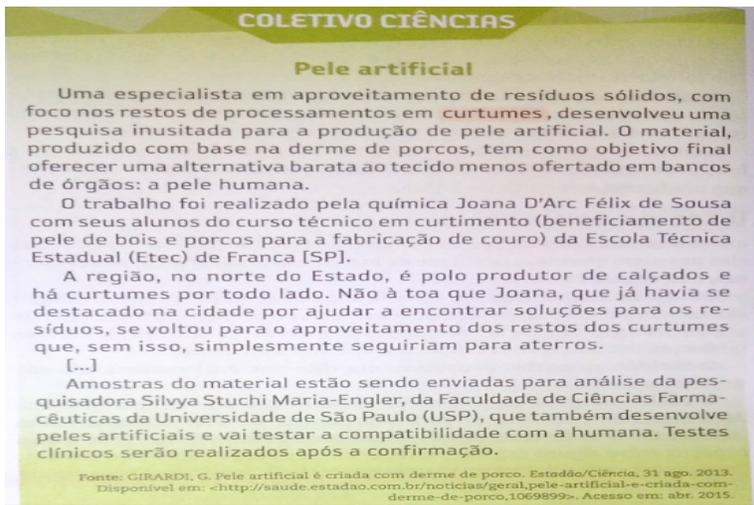 COLETIVO CIÊNCIAS
Pele artificial
Uma especialista em aproveitamento de resíduos sólidos, com
foco nos restos de processamentos em curtumes, desenvolveu uma
pesquisa inusitada para a produção de pele artificial. O material,
produzido com base na derme de porcos, tem como objetivo final
oferecer uma alternativa barata ao tecido menos ofertado em bancos
de órgãos: a pele humana.
O trabalho foi realizado pela química Joana D'Arc Félix de Sousa
com seus alunos do curso técnico em curtimento (beneficiamento de
pele de bois e porcos para a fabricação de couro) da Escola Técnica
Estadual (Etec) de Franca [SP].
A região, no norte do Estado, é polo produtor de calçados e
há curtumes por todo lado. Não à toa que Joana, que já havia se
destacado na cidade por ajudar a encontrar soluções para os re-
síduos, se voltou para o aproveitamento dos restos dos curtumes
que, sem isso, simplesmente seguiriam para aterros.
[...]
Amostras do material estão sendo enviadas para análise da pes-
quisadora Silvya Stuchi Maria-Engler, da Faculdade de Ciências Farma-
cêuticas da Universidade de São Paulo (USP), que também desenvolve
peles artificiais e vai testar a compatibilidade com a humana. Testes
clínicos serão realizados após a confirmação.
Fonte: GIRARDI, G. Pele artificial é criada com derme de porco. Estadão/Ciência, 31 ago. 2013.
Disponível em: <http://saude.estadao.com.br/noticias/geral,pele-artificial-e-criada-com-
derme-de-porco,1069899>. Acesso em: abr. 2015.